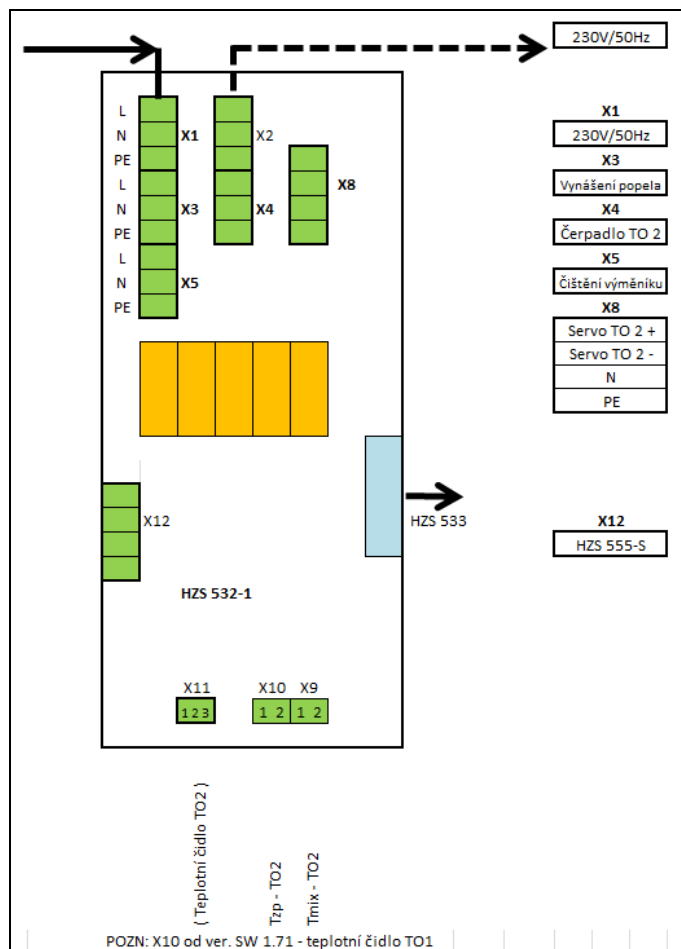 230V/50Hz
L
N
PE
L
N
PE
L
N
PE
X1
X3
X5
X2
X4
X8
X1
230V/50Hz
X3
Vynášení popela
X4
Čerpadlo TO 2
X5
Čištění výměníku
X8
Servo TO 2 +
Servo TO 2 -
N
PE
X12
HZS 533
X12
HZS 555-S
HZS 532-1
X11
X10
X9
1 2 3
1 2
1 2
( Teplotní čidlo TO2 )
Tzp - TO2
Tmix - TO2
POZN: X10 od ver. SW 1.71 - teplotní čidlo TO1